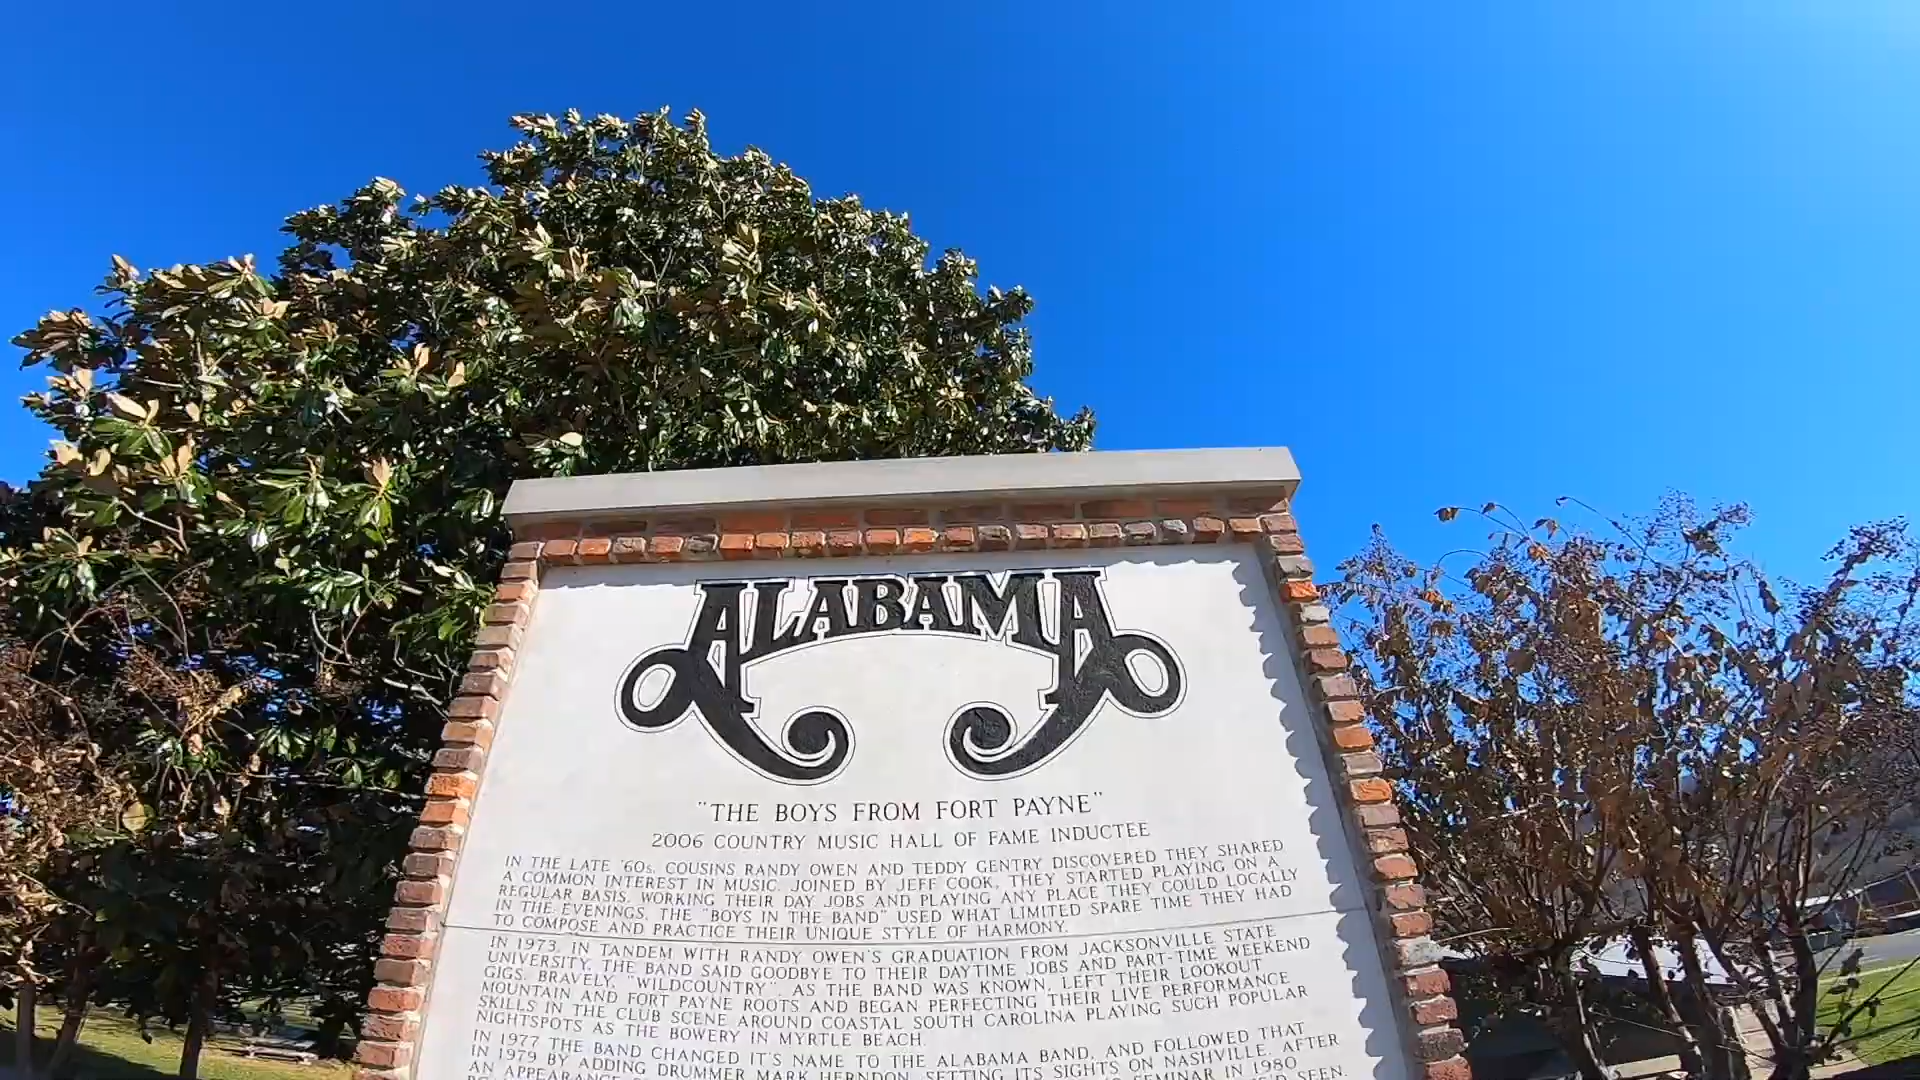 ALABAMA
"THE BOYS FROM FORT PAYNE"
2006 COUNTRY MUSIC HALL OF FAME INDUCTEE
IN THE LATE '60s, COUSINS RANDY OWEN AND TEDDY GENTRY DISCOVERED THEY SHARED
A COMMON INTEREST IN MUSIC. JOINED BY JEFF COOK, THEY STARTED PLAYING ON A
REGULAR BASIS. WORKING THEIR DAY JOBS AND PLAYING ANY PLACE THEY COULD LOCALLY
IN THE EVENINGS, THE "BOYS IN THE BAND" USED WHAT LIMITED SPARE TIME THEY HAD
TO COMPOSE AND PRACTICE THEIR UNIQUE STYLE OF HARMONY.
IN 1973, IN TANDEM WITH RANDY OWEN'S GRADUATION FROM JACKSONVILLE STATE
UNIVERSITY, THE BAND SAID GOODBYE TO THEIR DAYTIME JOBS AND PART-TIME WEEKEND
GIGS. BRAVELY, "WILDCOUNTRY", AS THE BAND WAS KNOWN, LEFT THEIR LOOKOUT
MOUNTAIN AND FORT PAYNE ROOTS AND BEGAN PERFECTING THEIR LIVE PERFORMANCE
SKILLS IN THE CLUB SCENE AROUND COASTAL SOUTH CAROLINA PLAYING SUCH POPULAR
NIGHTSPOTS AS THE BOWERY IN MYRTLE BEACH.
IN 1977 THE BAND CHANGED IT'S NAME TO THE ALABAMA BAND, AND FOLLOWED THAT
IN 1979 BY ADDING DRUMMER MARK HERNDON. SETTING ITS SIGHTS ON NASHVILLE, AFTER
AN APPEARANCE SEMINAR IN 1980
SEEN.